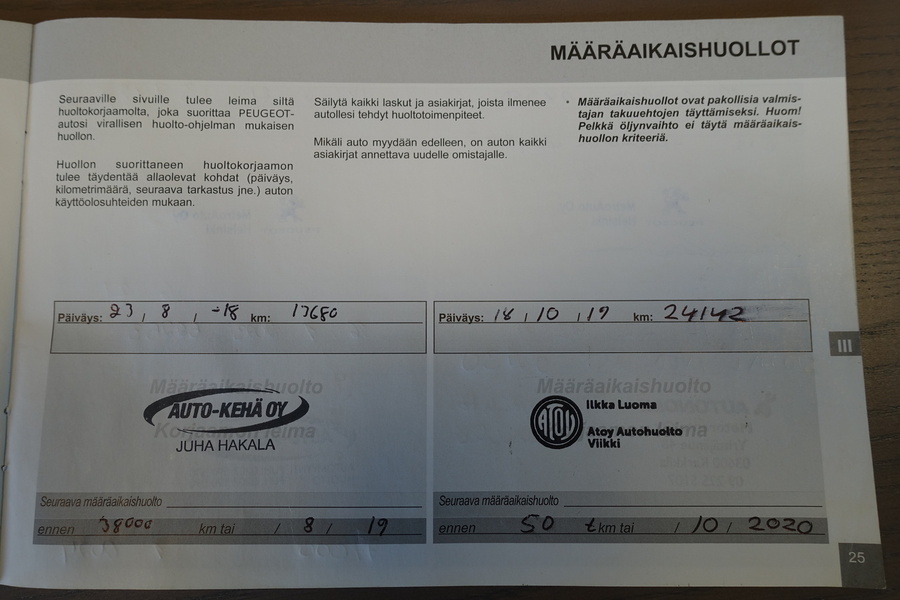 MÄÄRÄAIKAISHUOLLOT
Seuraaville sivuille tulee leima siltä
huoltokorjaamolta, joka suorittaa PEUGEOT-
autosi virallisen huolto-ohjelman mukaisen
huollon.
Huollon suorittaneen huoltokorjaamon
tulee täydentää allaolevat kohdat (päiväys,
kilometrimäärä, seuraava tarkastus jne.) auton
käyttöolosuhteiden mukaan.
Säilytä kaikki laskut ja asiakirjat, joista ilmenee
autollesi tehdyt huoltotoimenpiteet.
Mikäli auto myydään edelleen, on auton kaikki
asiakirjat annettava uudelle omistajalle.
• Määräaikaishuollot ovat pakollisia valmis-
tajan takuuehtojen täyttämiseksi. Huom!
Pelkkä öljynvaihto ei täytä määräaikais-
huollon kriteeriä.
Päiväys: 23 / 8 / -18 km: 13680
Määräaikaishuolto
Korjaamon leima
AUTO-KEHÄ OY
JUHA HAKALA
Seuraava määräaikaishuolto
ennen 38000 km tai / 8 / 19
Päiväys: 18 / 10 / 19 km: 24142
Määräaikaishuolto
ATOY
Ilkka Luoma
Atoy Autohuolto
Viikki
Seuraava määräaikaishuolto
ennen 50 t km tai / 10 / 2020
III
25